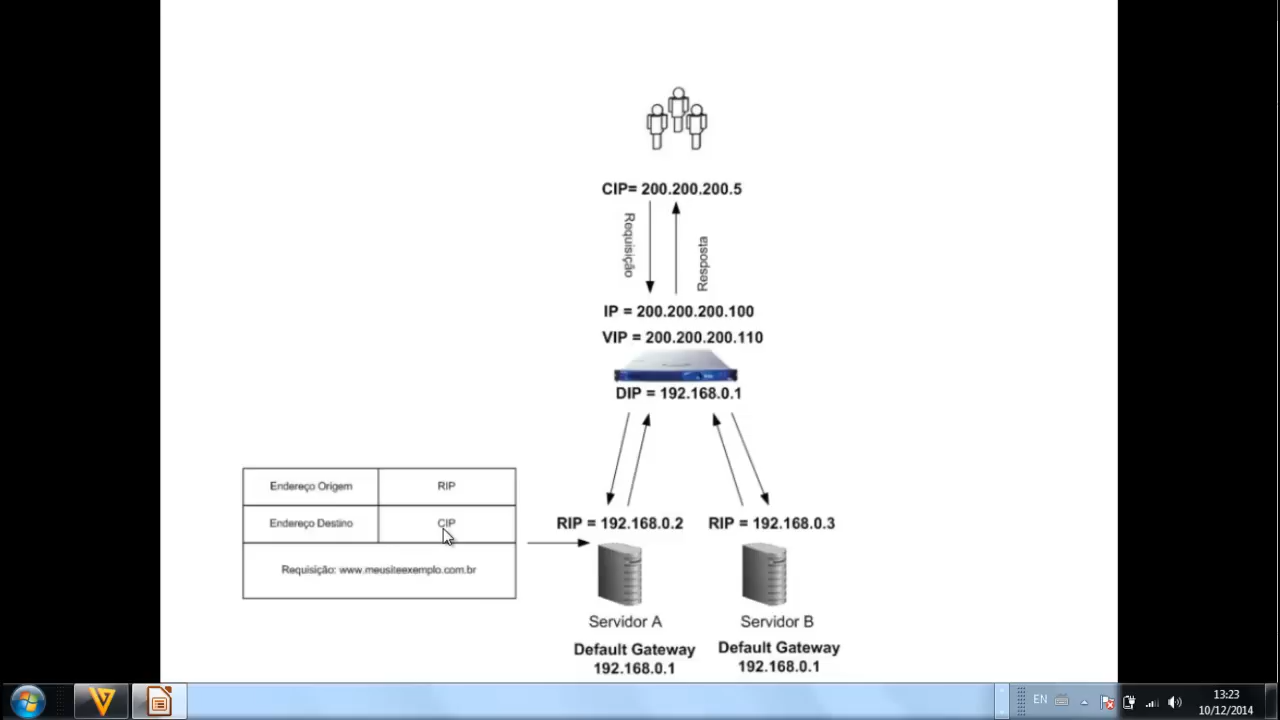 CIP= 200.200.200.5
Requisição
Resposta
IP = 200.200.200.100
VIP = 200.200.200.110
DIP = 192.168.0.1
Endereço Origem RIP
Endereço Destino CIP
Requisição: www.meusiteexemplo.com.br
RIP = 192.168.0.2 RIP = 192.168.0.3
Servidor A Servidor B
Default Gateway Default Gateway
192.168.0.1 192.168.0.1
EN
13:23
10/12/2014